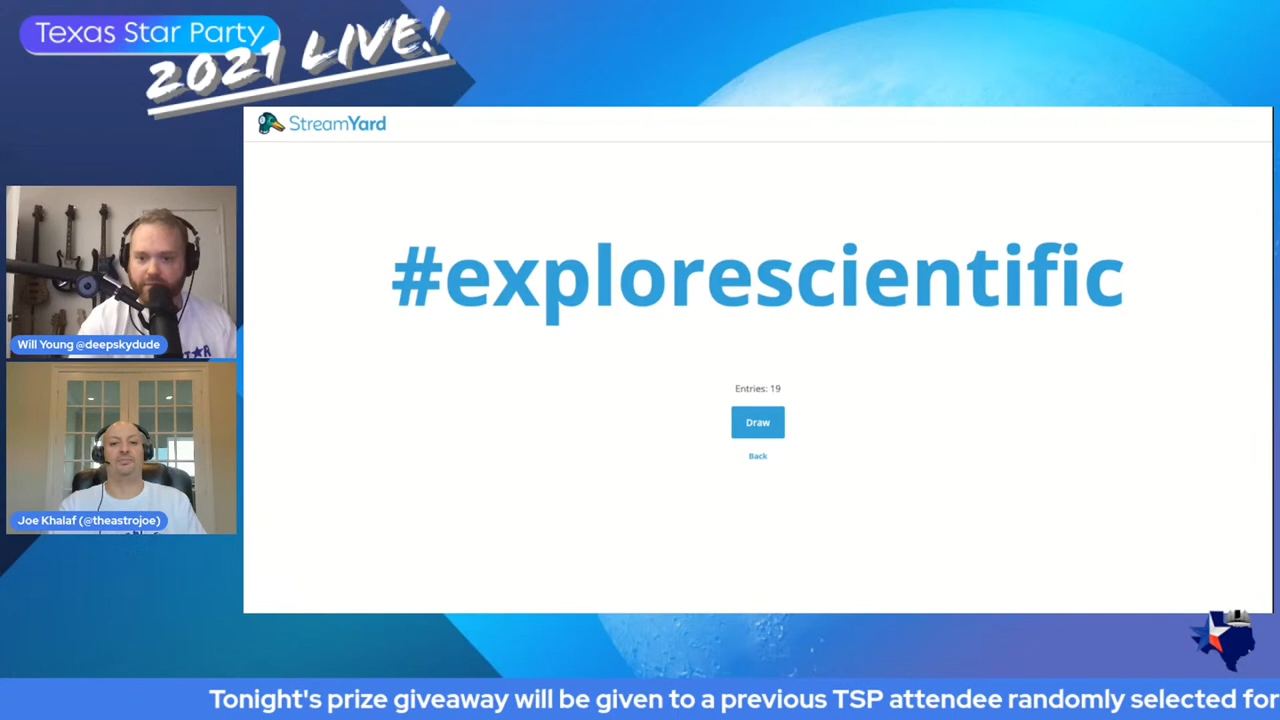 Texas Star Party
2021 LIVE!
StreamYard
#explorescientific
Entries: 19
Draw
Back
Will Young @deepskydude
Joe Khalaf (@theastrojoe)
Tonight's prize giveaway will be given to a previous TSP attendee randomly selected for